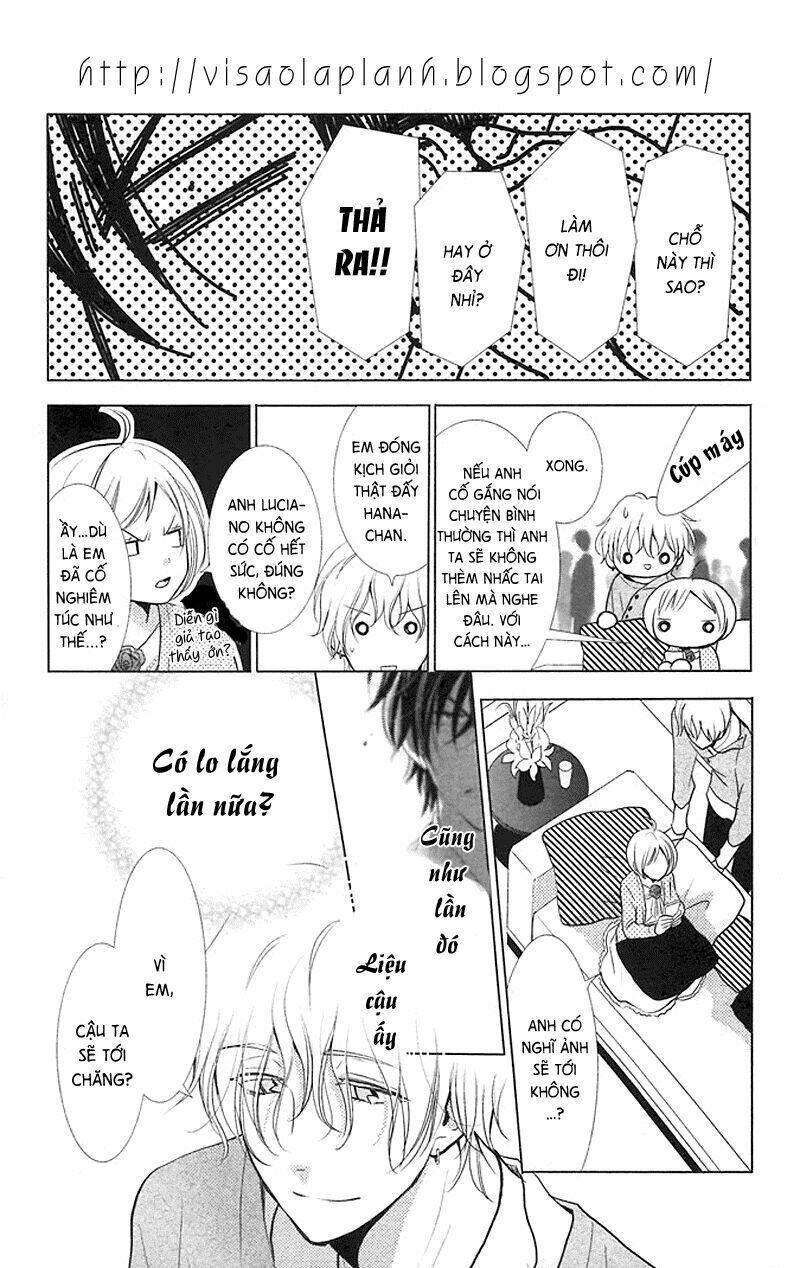 http://visaolaplanh.blogspot.com/
CHỖ
NÀY THÌ
SAO?
LÀM
ƠN THÔI
ĐI!
HAY Ở
ĐÂY
NHỈ?
THẢ
RA!!
Cúp máy
XONG.
NẾU ANH
CỐ GẮNG NÓI
CHUYỆN BÌNH
THƯỜNG THÌ ANH
TA SẼ KHÔNG
THÈM NHẤC TAI
LÊN MÀ NGHE
ĐÂU. VỚI
CÁCH NÀY...
EM ĐÓNG
KỊCH GIỎI
THẬT ĐẤY
HANA-
CHAN.
ANH LUCIA-
NO KHÔNG
CÓ CỐ HẾT
SỨC, ĐÚNG
KHÔNG?
ẦY...DÙ
LÀ EM
ĐÃ CỐ
NGHIÊM
TÚC NHƯ
THẾ...?
Diễn gì
giả tạo
thấy ớn?
ANH CÓ
NGHĨ ẢNH
SẼ TỚI
KHÔNG
...?
Cũng
như
lần
đó
Liệu
cậu
ấy
Có lo lắng
lần nữa?
VÌ
EM,
CẬU TA
SẼ TỚI
CHĂNG?